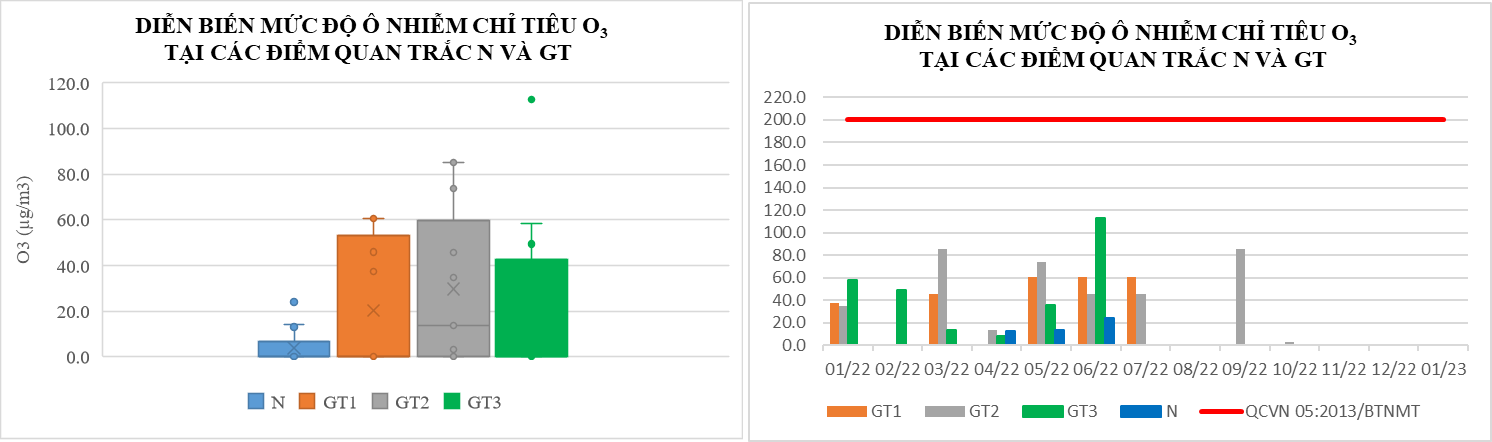 DIỄN BIẾN MỨC ĐỘ Ô NHIỄM CHỈ TIÊU O3
TẠI CÁC ĐIỂM QUAN TRẮC N VÀ GT
120.0
100.0
80.0
60.0
40.0
20.0
0.0
O3 (µg/m3)
N GT1 GT2 GT3
DIỄN BIẾN MỨC ĐỘ Ô NHIỄM CHỈ TIÊU O3
TẠI CÁC ĐIỂM QUAN TRẮC N VÀ GT
220.0
200.0
180.0
160.0
140.0
120.0
100.0
80.0
60.0
40.0
20.0
0.0
01/22 02/22 03/22 04/22 05/22 06/22 07/22 08/22 09/22 10/22 11/22 12/22 01/23
GT1 GT2 GT3 N QCVN 05:2013/BTNMT